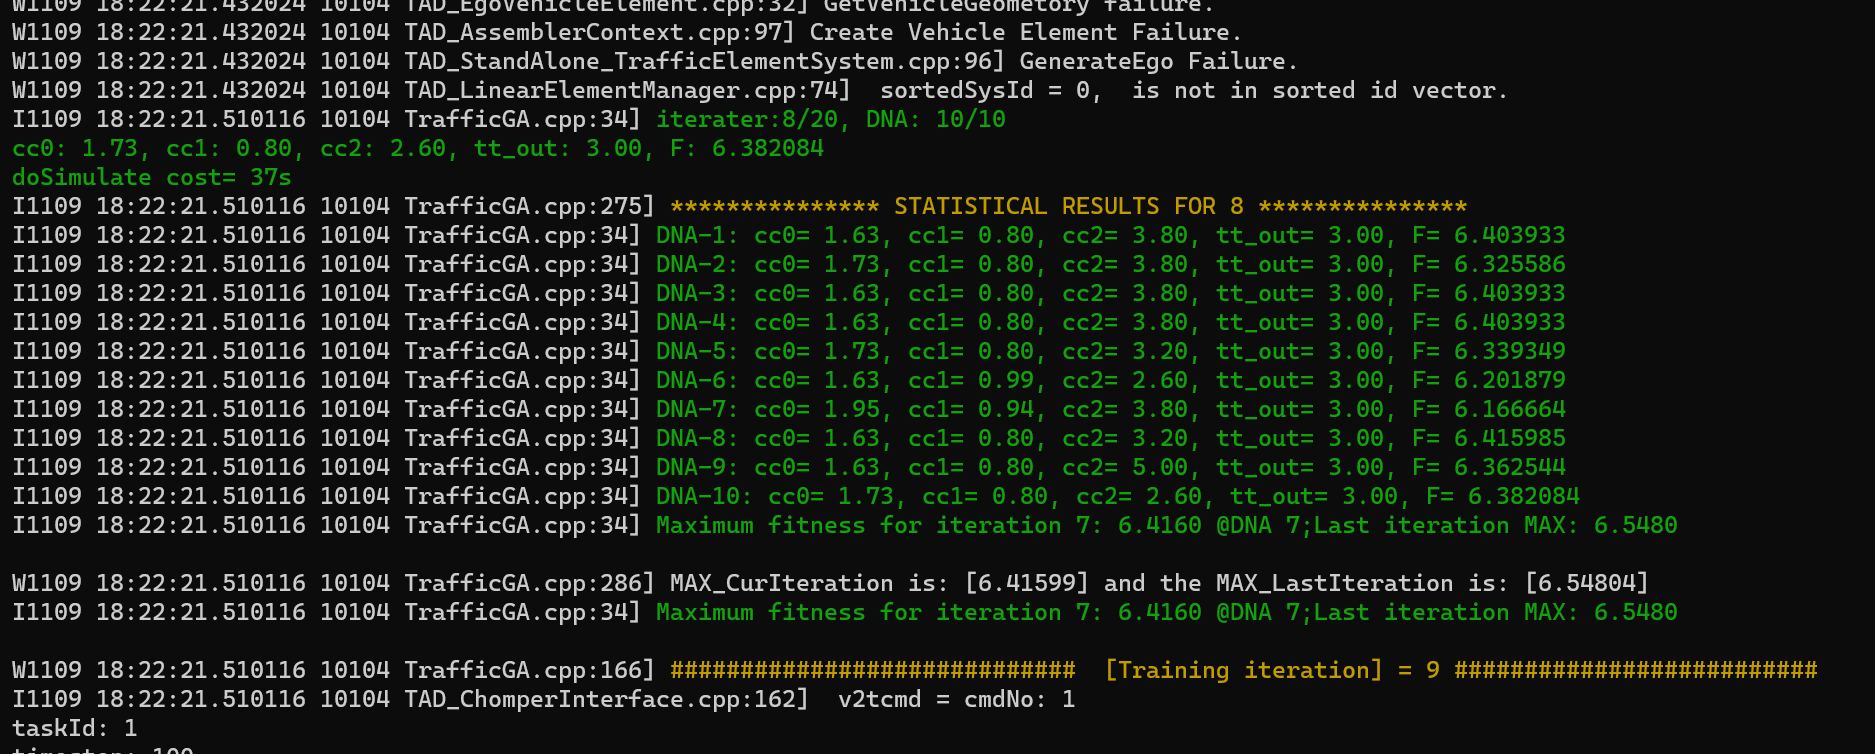 W1109 18:22:21.432024 10104 TAD_EgoVehicleElement.cpp:32] GetVehicleGeometory failure.
W1109 18:22:21.432024 10104 TAD_AssemblerContext.cpp:97] Create Vehicle Element Failure.
W1109 18:22:21.432024 10104 TAD_StandAlone_TrafficElementSystem.cpp:96] GenerateEgo Failure.
W1109 18:22:21.432024 10104 TAD_LinearElementManager.cpp:74]  sortedSysId = 0,  is not in sorted id vector.
I1109 18:22:21.510116 10104 TrafficGA.cpp:34] iterater:8/20, DNA: 10/10
cc0: 1.73, cc1: 0.80, cc2: 2.60, tt_out: 3.00, F: 6.382084
doSimulate cost= 37s
I1109 18:22:21.510116 10104 TrafficGA.cpp:275] *************** STATISTICAL RESULTS FOR 8 ***************
I1109 18:22:21.510116 10104 TrafficGA.cpp:34] DNA-1: cc0= 1.63, cc1= 0.80, cc2= 3.80, tt_out= 3.00, F= 6.403933
I1109 18:22:21.510116 10104 TrafficGA.cpp:34] DNA-2: cc0= 1.73, cc1= 0.80, cc2= 3.80, tt_out= 3.00, F= 6.325586
I1109 18:22:21.510116 10104 TrafficGA.cpp:34] DNA-3: cc0= 1.63, cc1= 0.80, cc2= 3.80, tt_out= 3.00, F= 6.403933
I1109 18:22:21.510116 10104 TrafficGA.cpp:34] DNA-4: cc0= 1.63, cc1= 0.80, cc2= 3.80, tt_out= 3.00, F= 6.403933
I1109 18:22:21.510116 10104 TrafficGA.cpp:34] DNA-5: cc0= 1.73, cc1= 0.80, cc2= 3.20, tt_out= 3.00, F= 6.339349
I1109 18:22:21.510116 10104 TrafficGA.cpp:34] DNA-6: cc0= 1.63, cc1= 0.99, cc2= 2.60, tt_out= 3.00, F= 6.201879
I1109 18:22:21.510116 10104 TrafficGA.cpp:34] DNA-7: cc0= 1.95, cc1= 0.94, cc2= 3.80, tt_out= 3.00, F= 6.166664
I1109 18:22:21.510116 10104 TrafficGA.cpp:34] DNA-8: cc0= 1.63, cc1= 0.80, cc2= 3.20, tt_out= 3.00, F= 6.415985
I1109 18:22:21.510116 10104 TrafficGA.cpp:34] DNA-9: cc0= 1.63, cc1= 0.80, cc2= 5.00, tt_out= 3.00, F= 6.362544
I1109 18:22:21.510116 10104 TrafficGA.cpp:34] DNA-10: cc0= 1.73, cc1= 0.80, cc2= 2.60, tt_out= 3.00, F= 6.382084
I1109 18:22:21.510116 10104 TrafficGA.cpp:34] Maximum fitness for iteration 7: 6.4160 @DNA 7;Last iteration MAX: 6.5480
W1109 18:22:21.510116 10104 TrafficGA.cpp:286] MAX_CurIteration is: [6.41599] and the MAX_LastIteration is: [6.54804]
I1109 18:22:21.510116 10104 TrafficGA.cpp:34] Maximum fitness for iteration 7: 6.4160 @DNA 7;Last iteration MAX: 6.5480
W1109 18:22:21.510116 10104 TrafficGA.cpp:166] #############################  [Training iteration] = 9 ##########################
I1109 18:22:21.510116 10104 TAD_ChomperInterface.cpp:162]  v2tcmd = cmdNo: 1
taskId: 1
timestep: 100